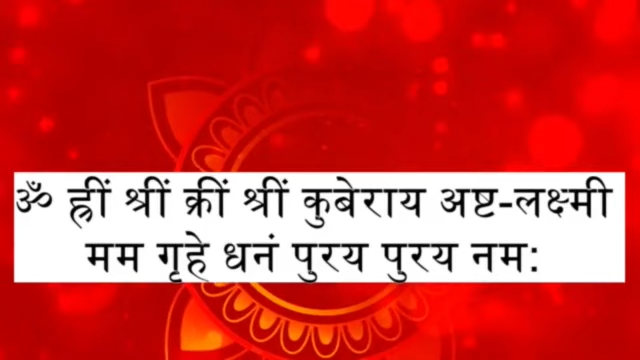 ॐ ह्रीं श्रीं क्रीं श्रीं कुबेराय अष्ट-लक्ष्मी
मम गृहे धनं पुरय पुरय नम: